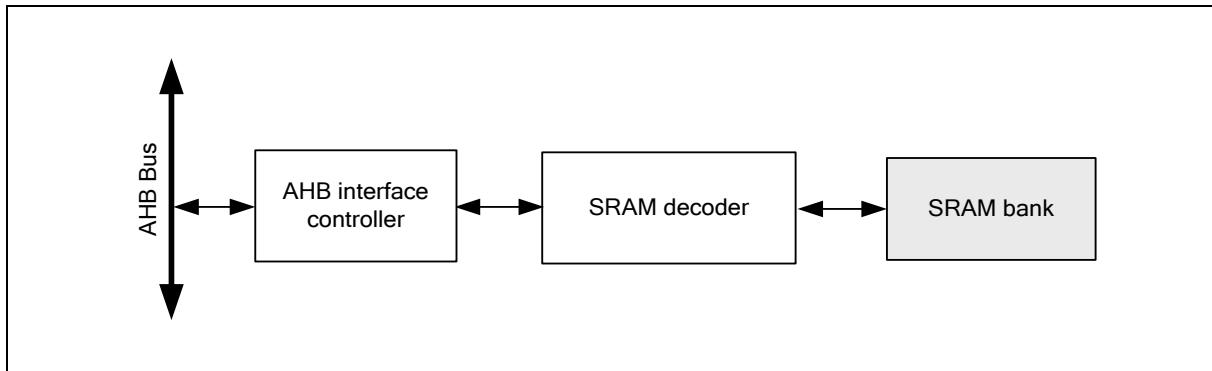 AHB Bus
AHB interface
controller
SRAM decoder
SRAM bank